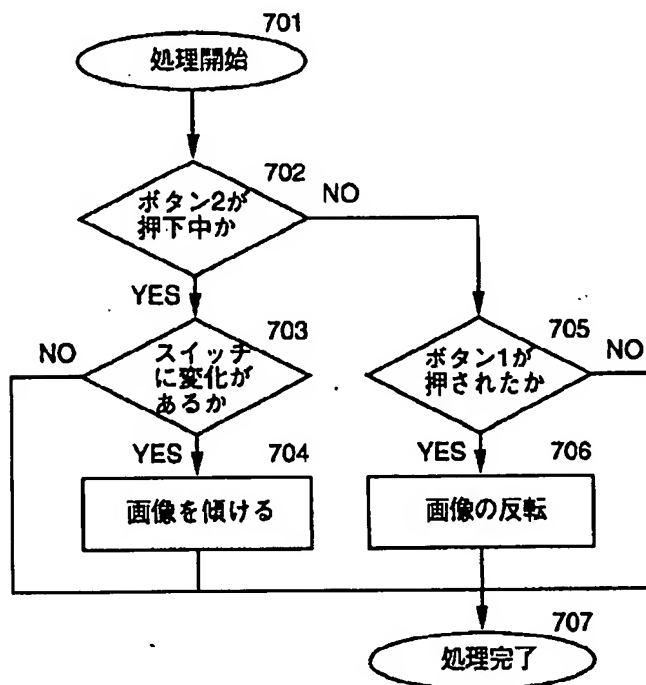 701
処理開始
702
ボタン2が
押下中か
NO
YES
703
NO
スイッチ
に変化が
あるか
705
ボタン1が
押されたか
NO
YES
704
画像を傾ける
YES
706
画像の反転
707
処理完了